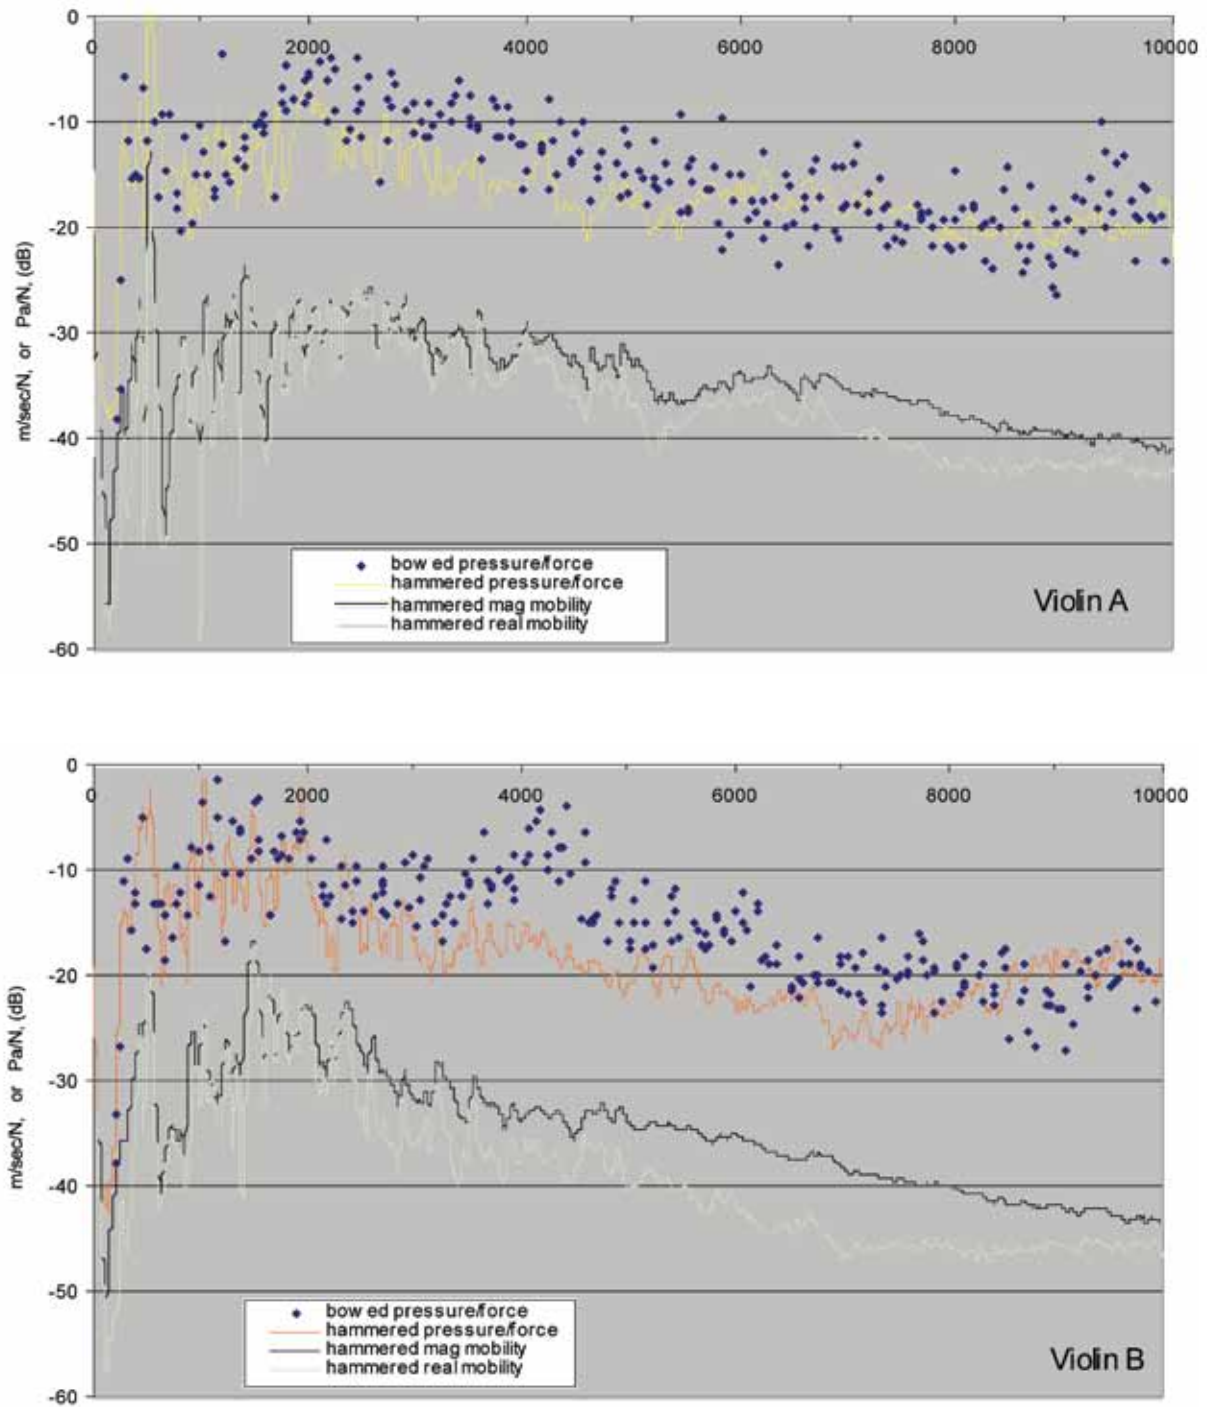 0
0 2000 4000 6000 8000 10000
-10
-20
-30
-40
-50
-60
m/sec/N, or Pa/N, (dB)
bow ed pressure/force
hammered pressure/force
hammered mag mobility
hammered real mobility
Violin A
0
0 2000 4000 6000 8000 10000
-10
-20
-30
-40
-50
-60
m/sec/N, or Pa/N, (dB)
bow ed pressure/force
hammered pressure/force
hammered mag mobility
hammered real mobility
Violin B